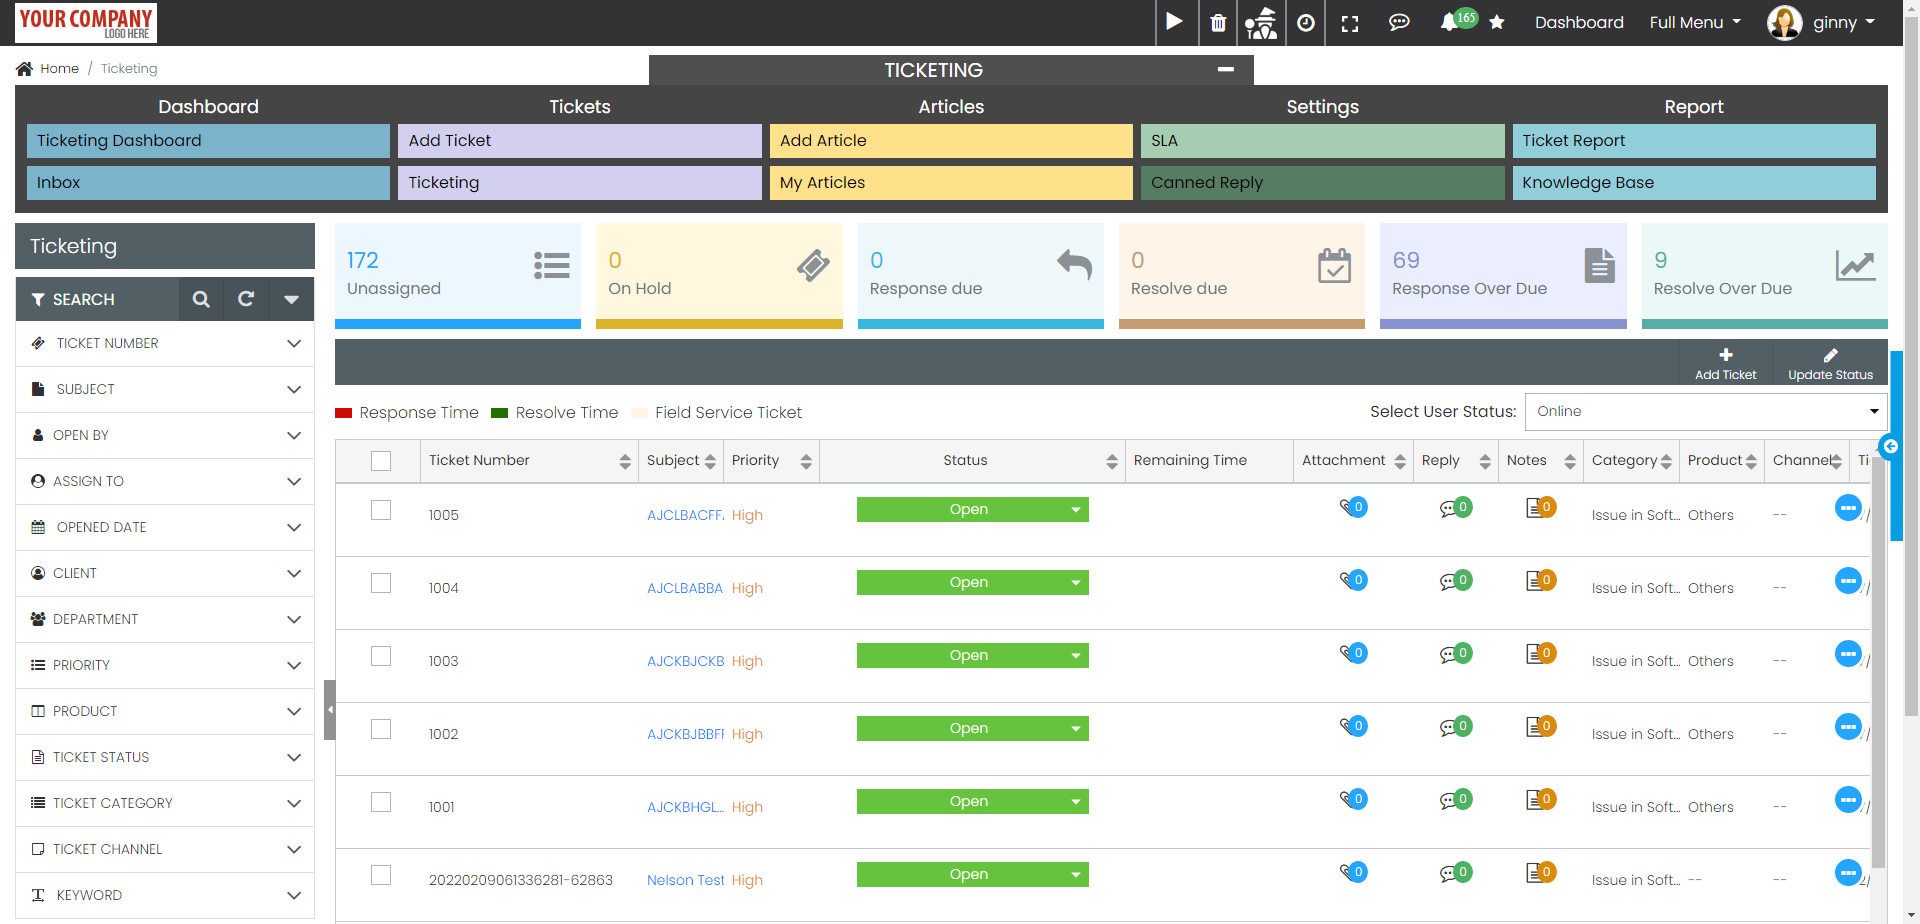 YOUR COMPANY
LOGO HERE
165
Dashboard
Full Menu
ginny
Home / Ticketing
TICKETING
Dashboard
Tickets
Articles
Settings
Report
Ticketing Dashboard
Add Ticket
Add Article
SLA
Ticket Report
Inbox
Ticketing
My Articles
Canned Reply
Knowledge Base
Ticketing
SEARCH
TICKET NUMBER
SUBJECT
OPEN BY
ASSIGN TO
OPENED DATE
CLIENT
DEPARTMENT
PRIORITY
PRODUCT
TICKET STATUS
TICKET CATEGORY
TICKET CHANNEL
KEYWORD
172
Unassigned
0
On Hold
0
Response due
0
Resolve due
69
Response Over Due
9
Resolve Over Due
Add Ticket
Update Status
Response Time
Resolve Time
Field Service Ticket
Select User Status:
Online
Ticket Number Subject Priority Status Remaining Time Attachment Reply Notes Category Product Channel Ti
1005 AJCLBACFF High Open 0 0 0 Issue in Soft... Others --
1004 AJCLBABBA High Open 0 0 0 Issue in Soft... Others --
1003 AJCKBJCKB High Open 0 0 0 Issue in Soft... Others --
1002 AJCKBJBBF High Open 0 0 0 Issue in Soft... Others --
1001 AJCKBHGL... High Open 0 0 0 Issue in Soft... Others --
20220209061336281-62863 Nelson Test High Open 0 0 0 Issue in Soft... -- --